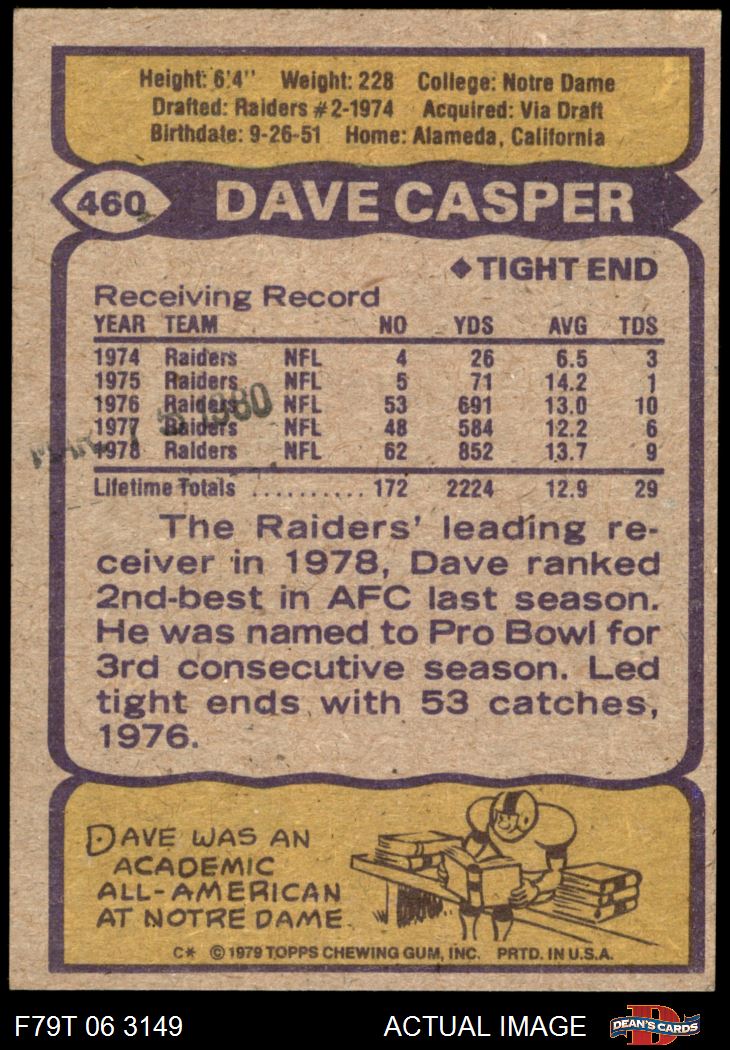 Height: 6'4" Weight: 228 College: Notre Dame
Drafted: Raiders #2-1974 Acquired: Via Draft
Birthdate: 9-26-51 Home: Alameda, California
460 DAVE CASPER
◆TIGHT END
Receiving Record
YEAR TEAM NO YDS AVG TDS
1974 Raiders NFL 4 26 6.5 3
1975 Raiders NFL 5 71 14.2 1
1976 Raiders NFL 53 691 13.0 10
1977 Raiders NFL 48 584 12.2 6
1978 Raiders NFL 62 852 13.7 9
MAR 1980
Lifetime Totals .......... 172 2224 12.9 29
The Raiders' leading re-
ceiver in 1978, Dave ranked
2nd-best in AFC last season.
He was named to Pro Bowl for
3rd consecutive season. Led
tight ends with 53 catches,
1976.
DAVE WAS AN
ACADEMIC
ALL-AMERICAN
AT NOTRE DAME
C* © 1979 TOPPS CHEWING GUM, INC. PRTD. IN U.S.A.
F79T 06 3149 ACTUAL IMAGE DEAN'S CARDS